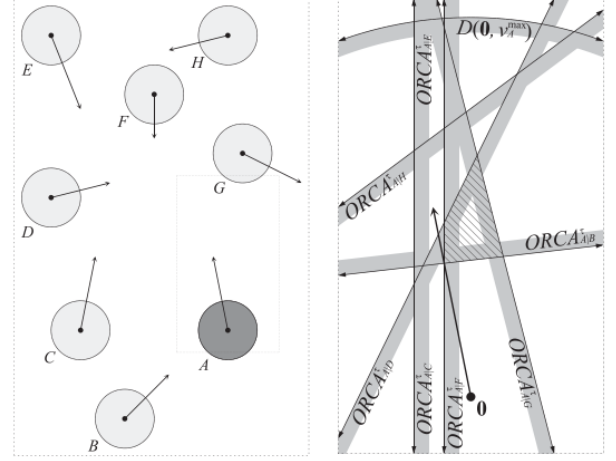 E
H
F
G
D
C
A
B
D(0, v_A^max)
ORCA^τ_A|E
ORCA^τ_A|H
ORCA^τ_A|B
ORCA^τ_A|D
ORCA^τ_A|C
ORCA^τ_A|F
ORCA^τ_A|G
0